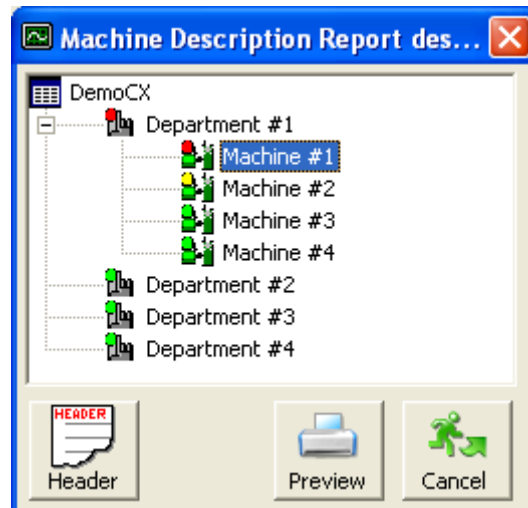 Machine Description Report des...
DemoCX
Department #1
Machine #1
Machine #2
Machine #3
Machine #4
Department #2
Department #3
Department #4
HEADER
Header
Preview
Cancel